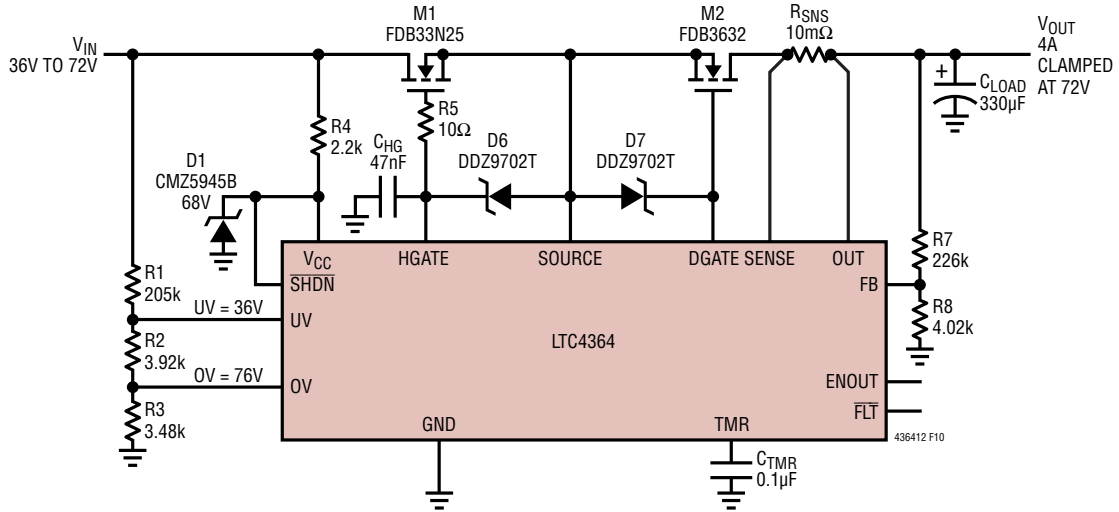 M1
FDB33N25
M2
FDB3632
RSNS
10mΩ
VIN
36V TO 72V
VOUT
4A
CLAMPED
AT 72V
+
CLOAD
330µF
R5
10Ω
R4
2.2k
CHG
47nF
D6
DDZ9702T
D7
DDZ9702T
D1
CMZ5945B
68V
R1
205k
R2
3.92k
R3
3.48k
UV = 36V
OV = 76V
VCC
HGATE
SOURCE
DGATE SENSE
OUT
SHDN
UV
OV
LTC4364
FB
ENOUT
FLT
GND
TMR
R7
226k
R8
4.02k
436412 F10
CTMR
0.1µF